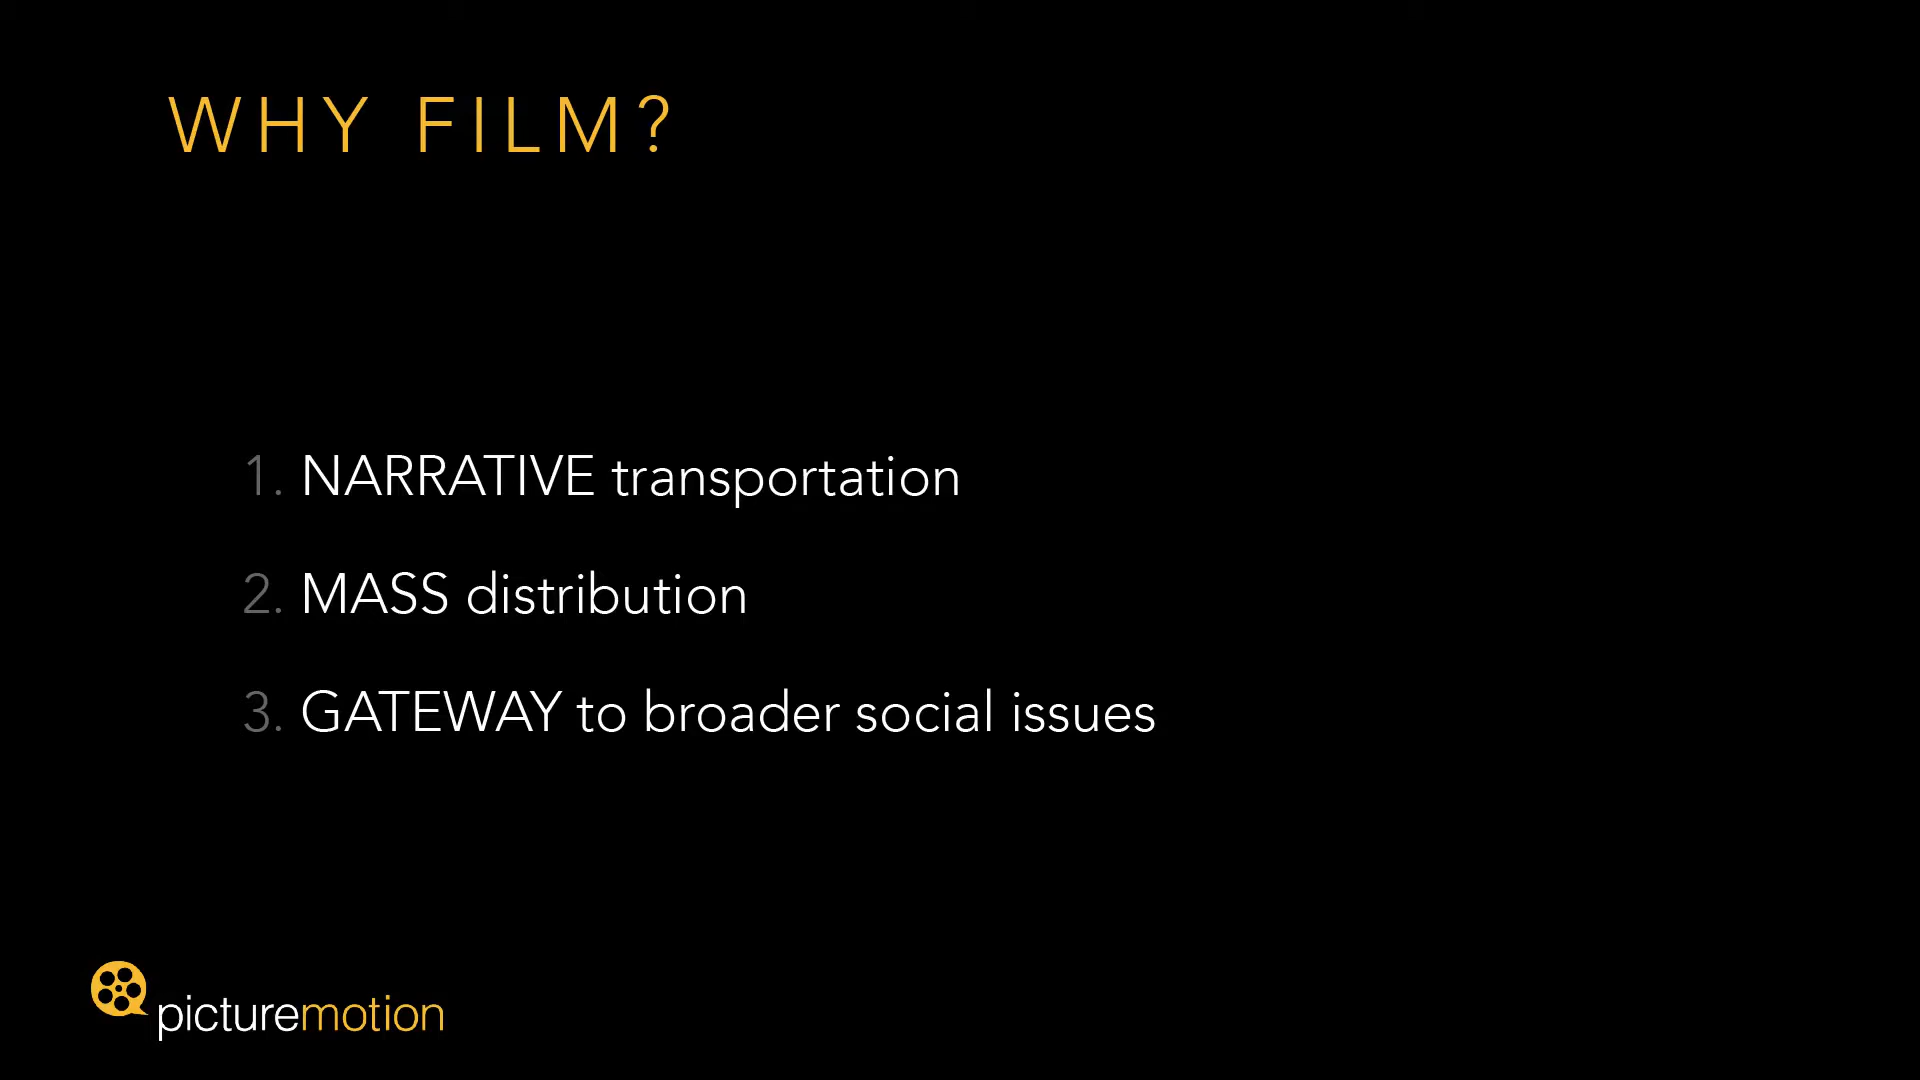 WHY FILM?
1. NARRATIVE transportation
2. MASS distribution
3. GATEWAY to broader social issues
picturemotion